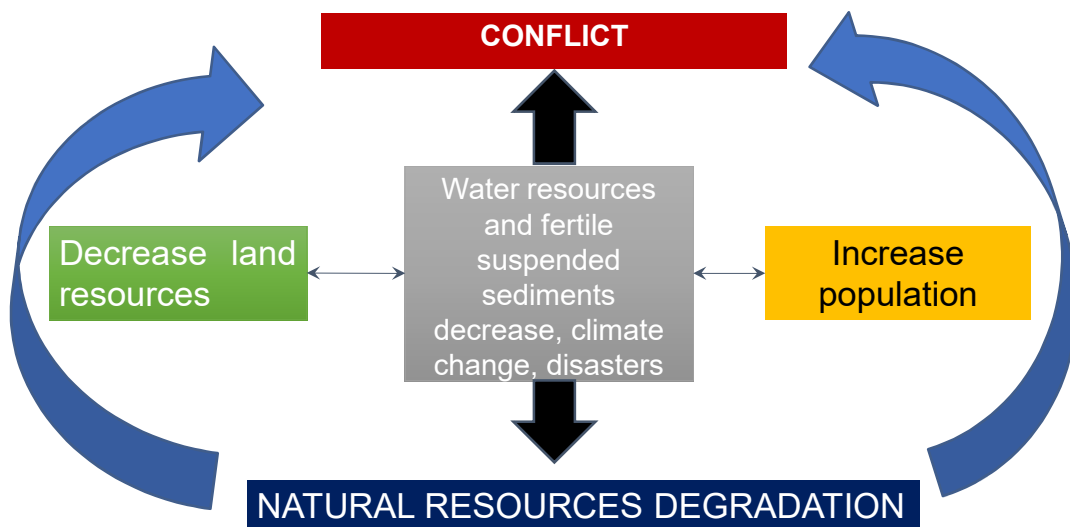 CONFLICT
Water resources
and fertile
suspended
sediments
decrease, climate
change, disasters
Decrease land
resources
Increase
population
NATURAL RESOURCES DEGRADATION